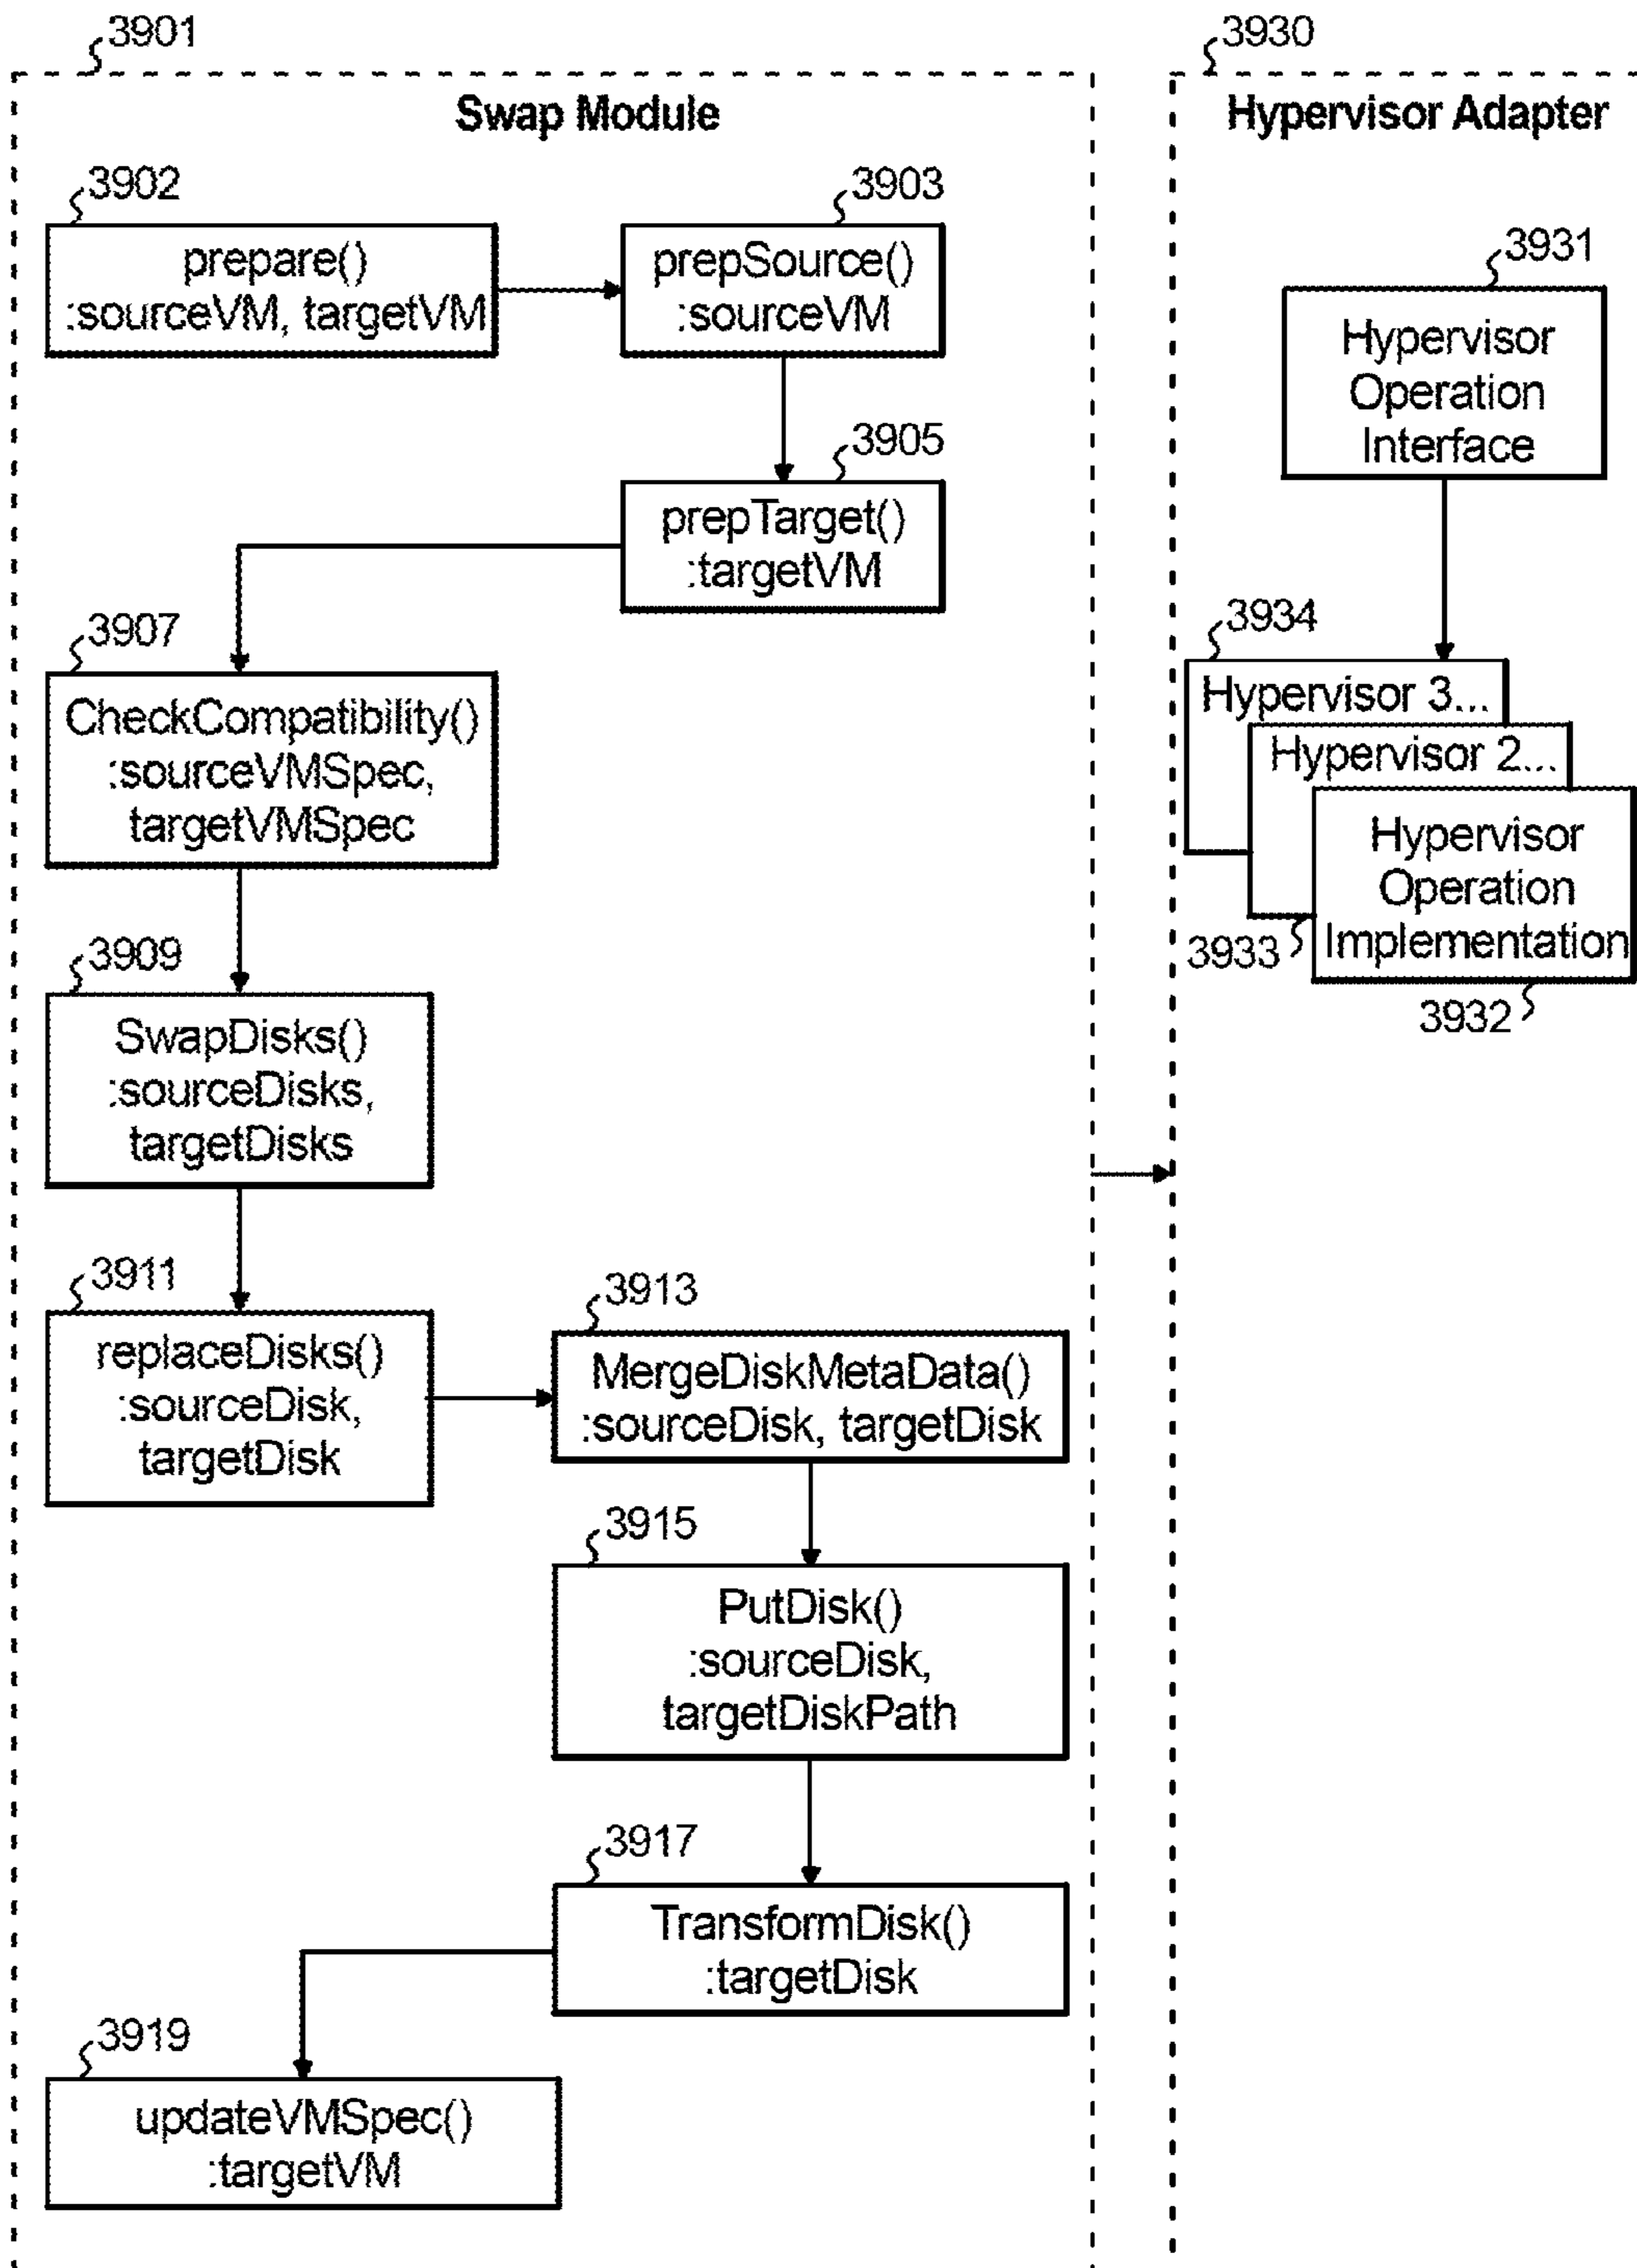 3901
Swap Module
3902
prepare()
:sourceVM, targetVM
3903
prepSource()
:sourceVM
3905
prepTarget()
:targetVM
3907
CheckCompatibility()
:sourceVMSpec,
targetVMSpec
3909
SwapDisks()
:sourceDisks,
targetDisks
3911
replaceDisks()
:sourceDisk,
targetDisk
3913
MergeDiskMetaData()
:sourceDisk, targetDisk
3915
PutDisk()
:sourceDisk,
targetDiskPath
3917
TransformDisk()
:targetDisk
3919
updateVMSpec()
:targetVM
3930
Hypervisor Adapter
3931
Hypervisor
Operation
Interface
3934
Hypervisor 3...
Hypervisor 2...
Hypervisor
Operation
Implementation
3933
3932